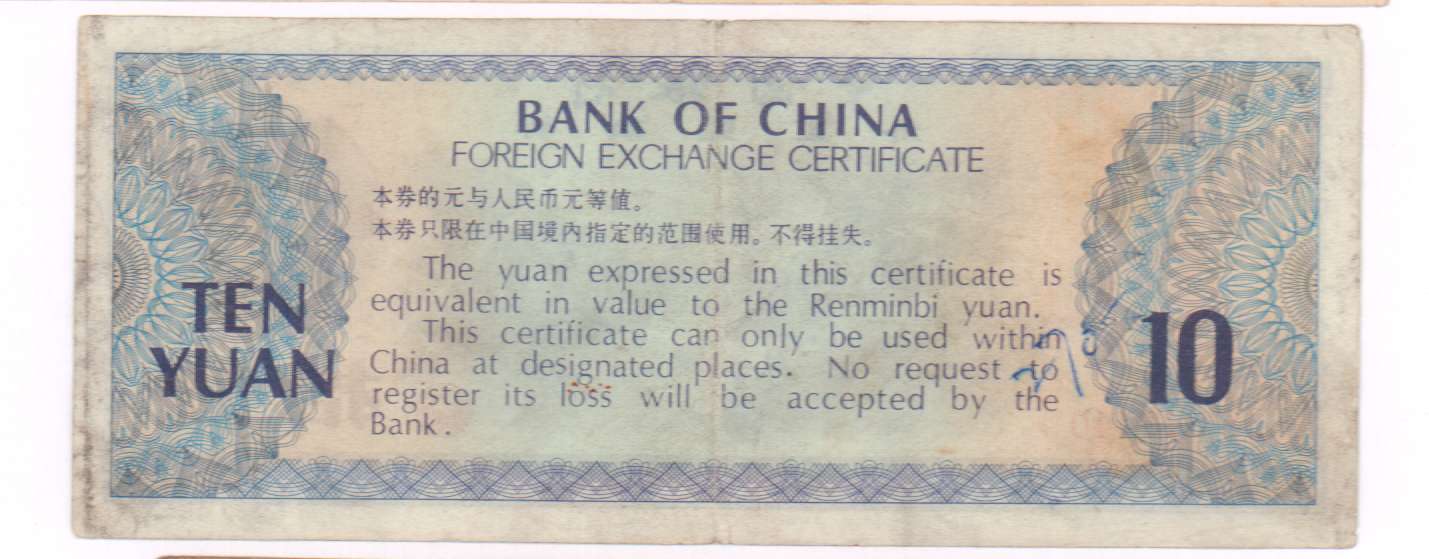 BANK OF CHINA
FOREIGN EXCHANGE CERTIFICATE
本券的元与人民币元等值。
本券只限在中国境内指定的范围使用。不得挂失。
The yuan expressed in this certificate is
equivalent in value to the Renminbi yuan.
This certificate can only be used within
China at designated places. No request to
register its loss will be accepted by the
Bank.
TEN
YUAN
10